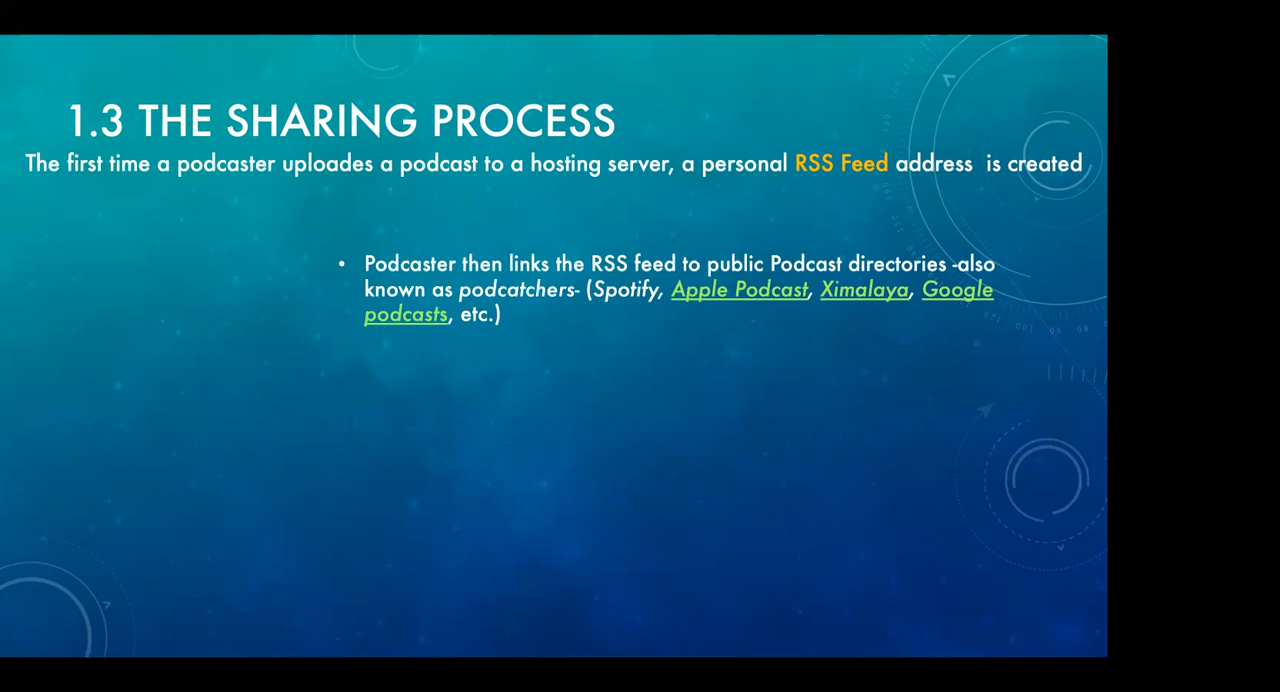 1.3 THE SHARING PROCESS
The first time a podcaster uploades a podcast to a hosting server, a personal RSS Feed address  is created
• Podcaster then links the RSS feed to public Podcast directories -also
known as podcatchers- (Spotify, Apple Podcast, Ximalaya, Google
podcasts, etc.)